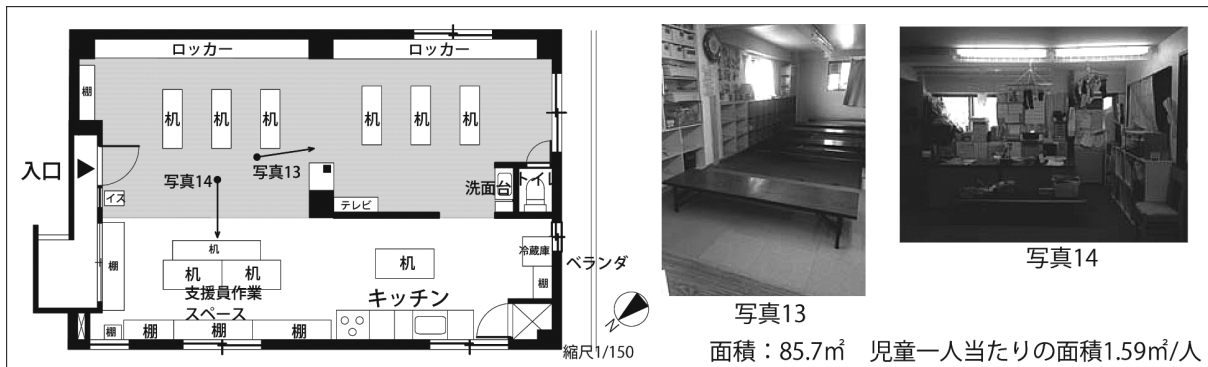 ロッカー
ロッカー
棚
机
机
机
机
机
机
入口
写真13
写真14
イス
洗面台
トイレ
テレビ
机
机
机
支援員作業
スペース
棚
棚
棚
棚
棚
机
キッチン
冷蔵庫
棚
ベランダ
N
縮尺1/150
写真13
写真14
面積：85.7㎡　児童一人当たりの面積1.59㎡/人